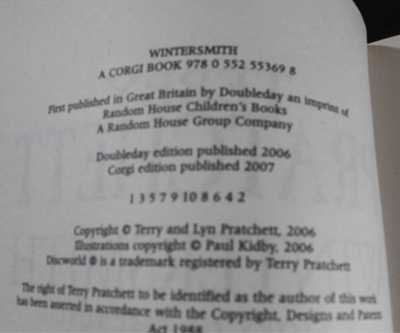 WINTERSMITH
A CORGI BOOK 978 0 552 55369 8
First published in Great Britain by Doubleday an imprint of
Random House Children's Books
A Random House Group Company
Doubleday edition published 2006
Corgi edition published 2007
1 3 5 7 9 10 8 6 4 2
Copyright © Terry and Lyn Pratchett, 2006
Illustrations copyright © Paul Kidby, 2006
Discworld ® is a trademark registered by Terry Pratchett
The right of Terry Pratchett to be identified as the author of this work
has been asserted in accordance with the Copyright, Designs and Patents
Act 1988